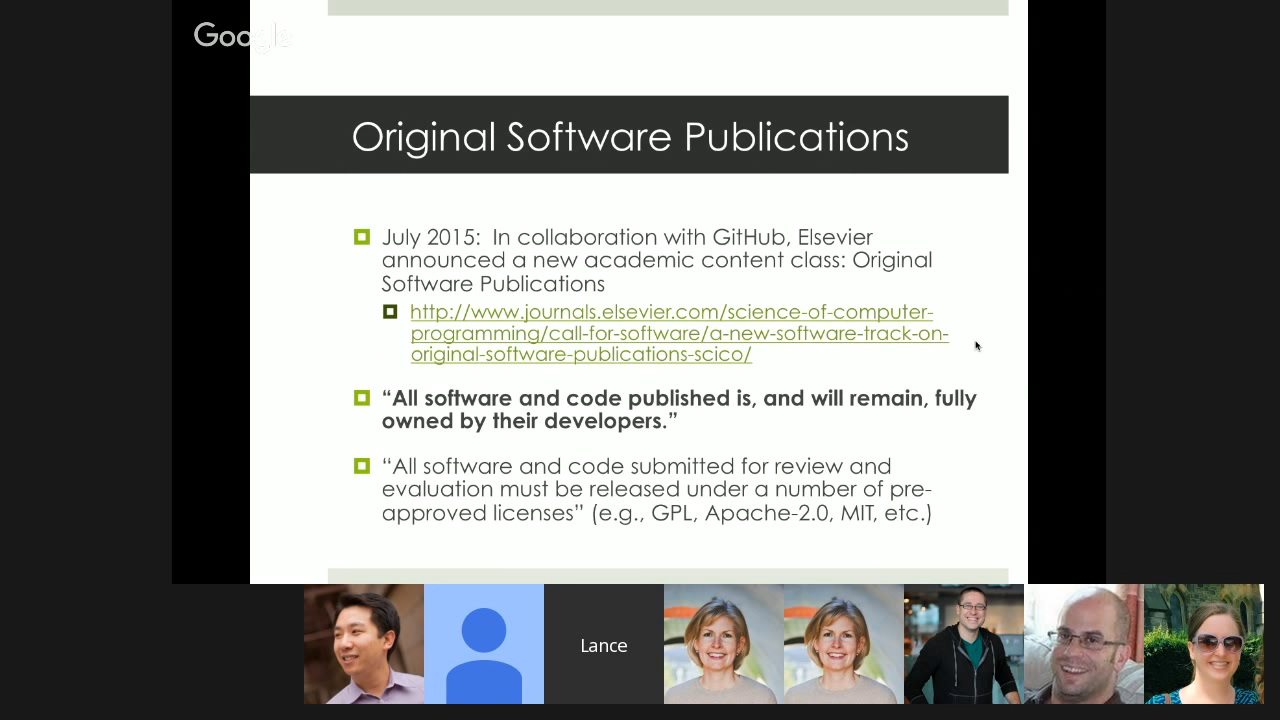 Google
Original Software Publications
July 2015:  In collaboration with GitHub, Elsevier
announced a new academic content class: Original
Software Publications
http://www.journals.elsevier.com/science-of-computer-
programming/call-for-software/a-new-software-track-on-
original-software-publications-scico/
“All software and code published is, and will remain, fully
owned by their developers.”
“All software and code submitted for review and
evaluation must be released under a number of pre-
approved licenses” (e.g., GPL, Apache-2.0, MIT, etc.)
Lance